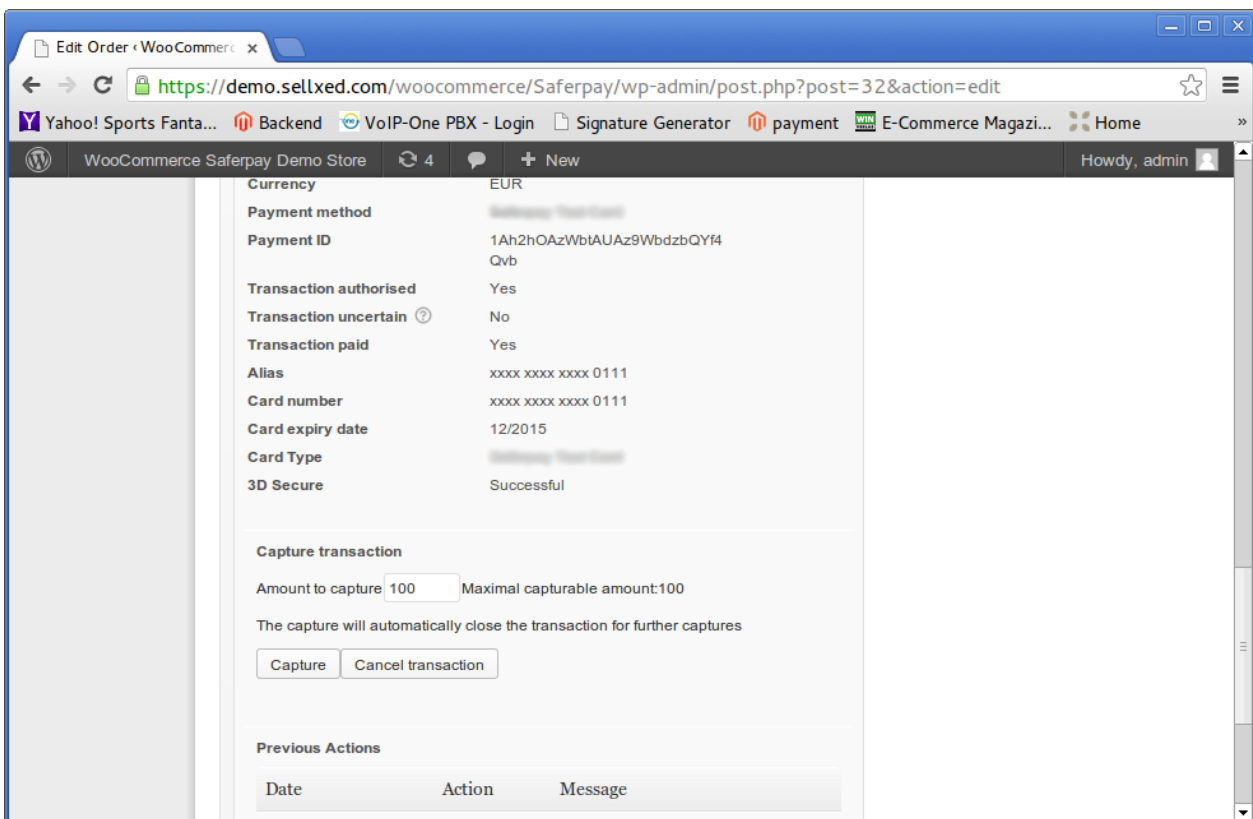 Edit Order ‹ WooCommerc
https://demo.sellxed.com/woocommerce/Saferpay/wp-admin/post.php?post=32&action=edit
Yahoo! Sports Fanta... Backend VoIP-One PBX - Login Signature Generator payment E-Commerce Magazi... Home »
WooCommerce Saferpay Demo Store 4 + New Howdy, admin
Currency EUR
Payment method
Payment ID 1Ah2hOAzWbtAUAz9WbdzbQYf4
Qvb
Transaction authorised Yes
Transaction uncertain ? No
Transaction paid Yes
Alias xxxx xxxx xxxx 0111
Card number xxxx xxxx xxxx 0111
Card expiry date 12/2015
Card Type
3D Secure Successful
Capture transaction
Amount to capture 100 Maximal capturable amount:100
The capture will automatically close the transaction for further captures
Capture Cancel transaction
Previous Actions
Date Action Message